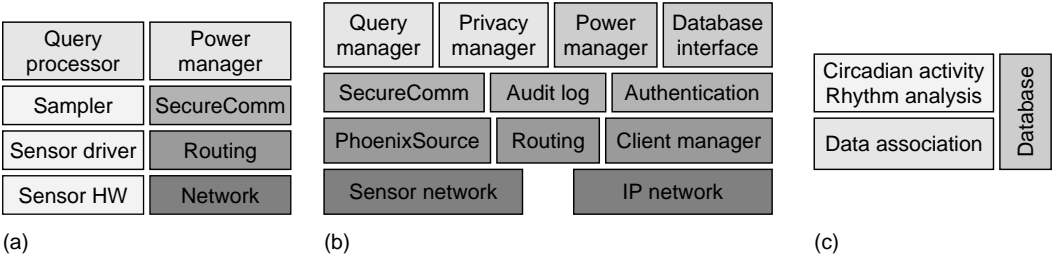 Query
processor
Power
manager
Sampler
SecureComm
Sensor driver
Routing
Sensor HW
Network
(a)
Query
manager
Privacy
manager
Power
manager
Database
interface
SecureComm
Audit log
Authentication
PhoenixSource
Routing
Client manager
Sensor network
IP network
(b)
Circadian activity
Rhythm analysis
Data association
Database
(c)